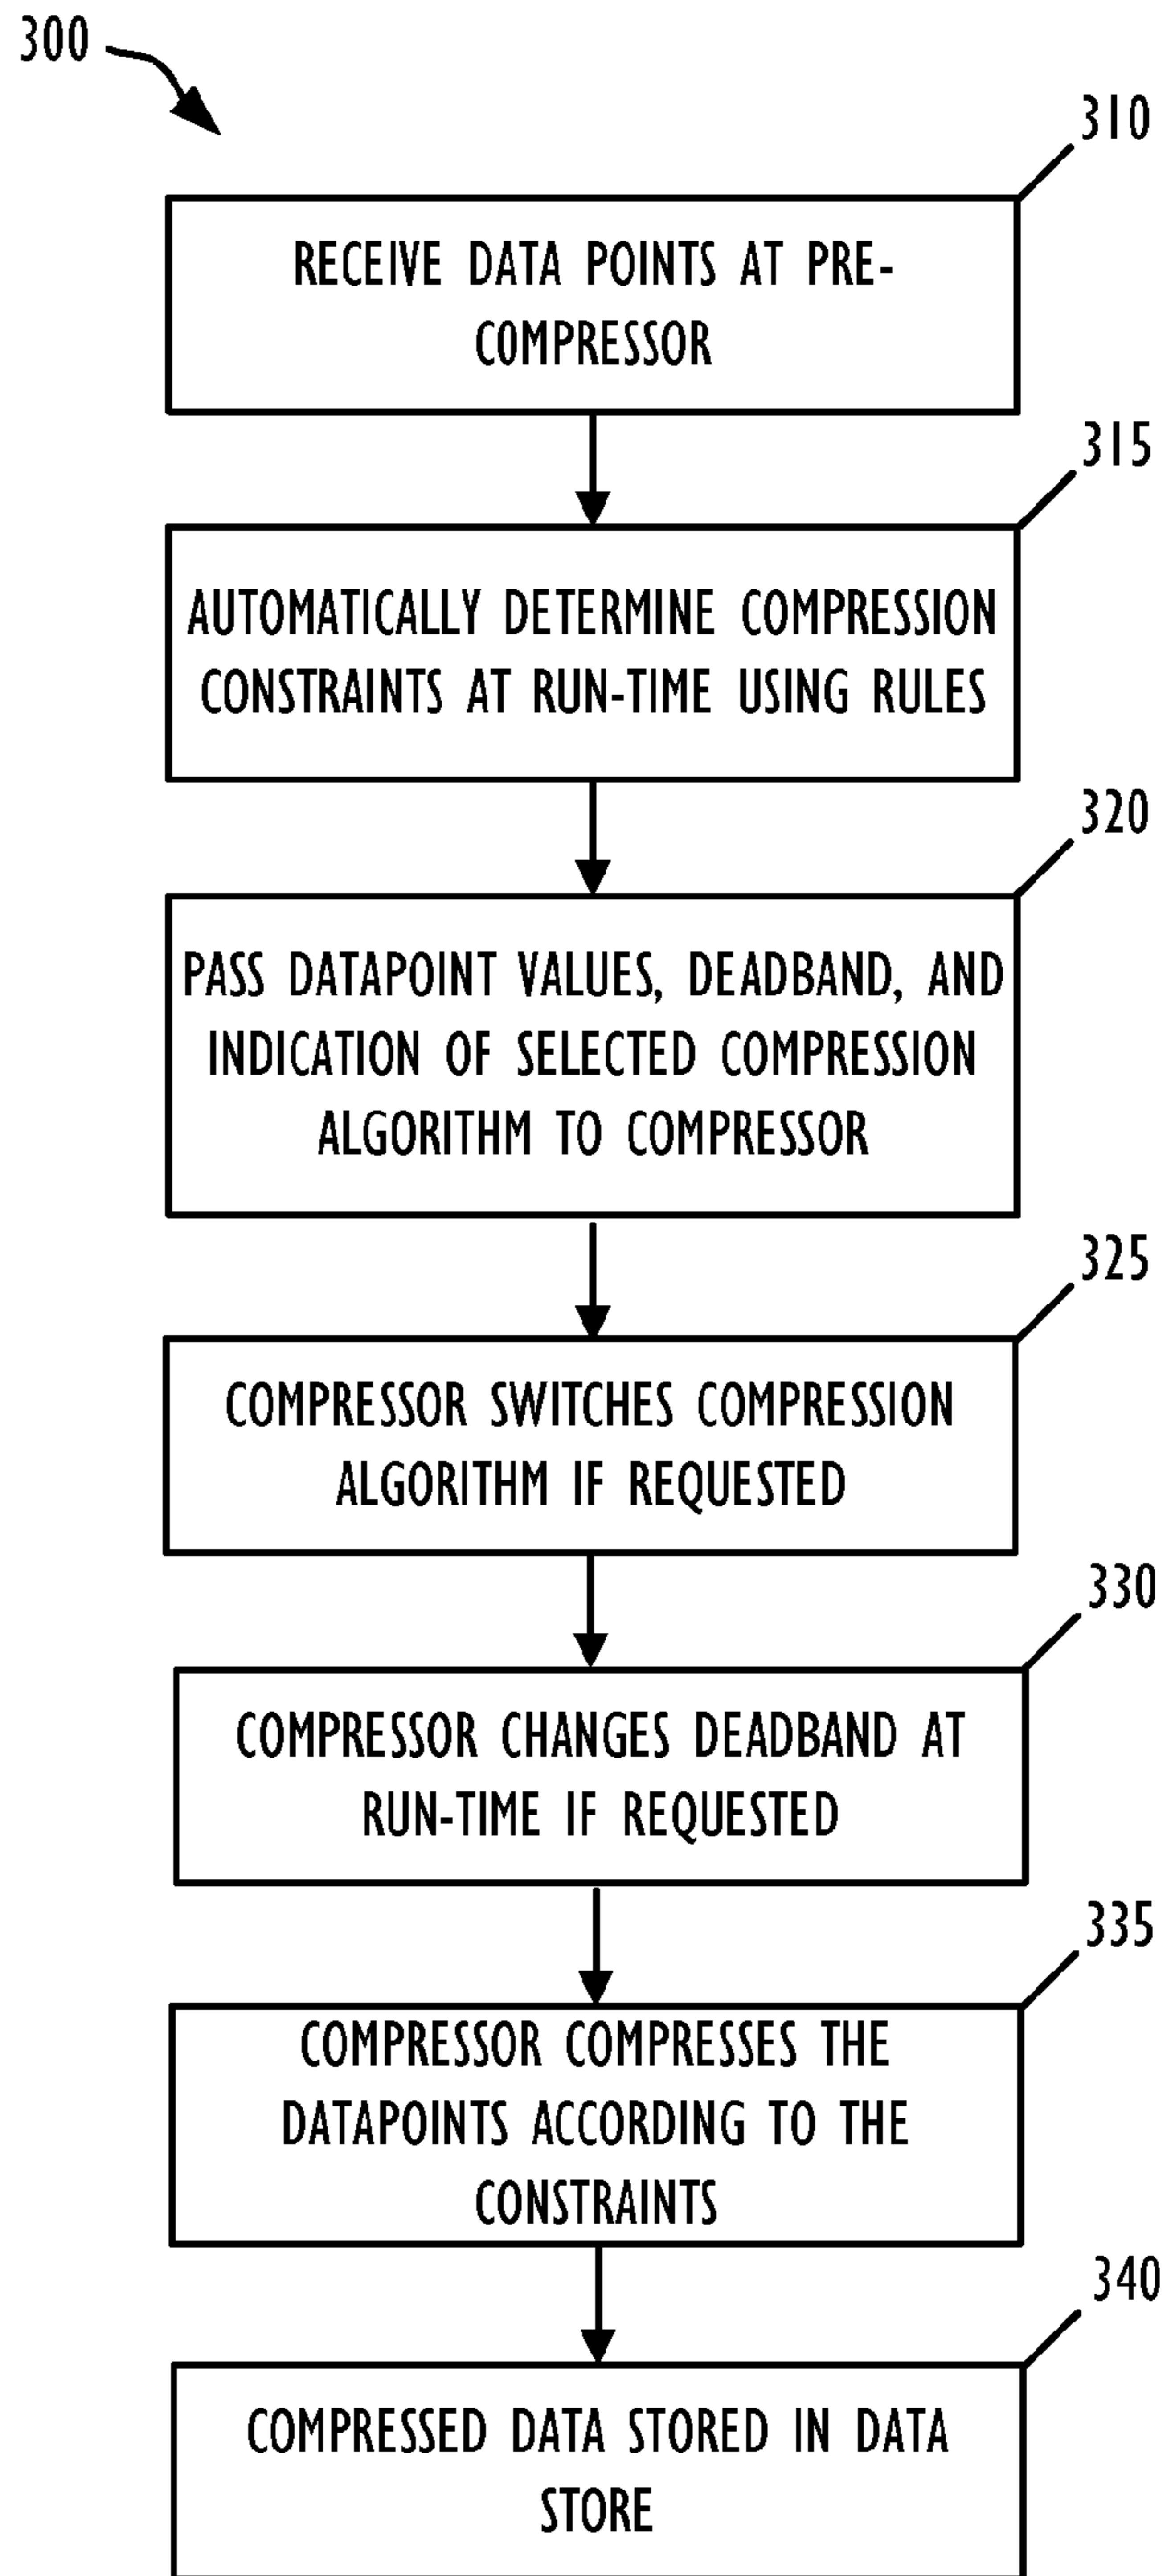 300
310
RECEIVE DATA POINTS AT PRE-
COMPRESSOR
315
AUTOMATICALLY DETERMINE COMPRESSION
CONSTRAINTS AT RUN-TIME USING RULES
320
PASS DATAPOINT VALUES, DEADBAND, AND
INDICATION OF SELECTED COMPRESSION
ALGORITHM TO COMPRESSOR
325
COMPRESSOR SWITCHES COMPRESSION
ALGORITHM IF REQUESTED
330
COMPRESSOR CHANGES DEADBAND AT
RUN-TIME IF REQUESTED
335
COMPRESSOR COMPRESSES THE
DATAPOINTS ACCORDING TO THE
CONSTRAINTS
340
COMPRESSED DATA STORED IN DATA
STORE